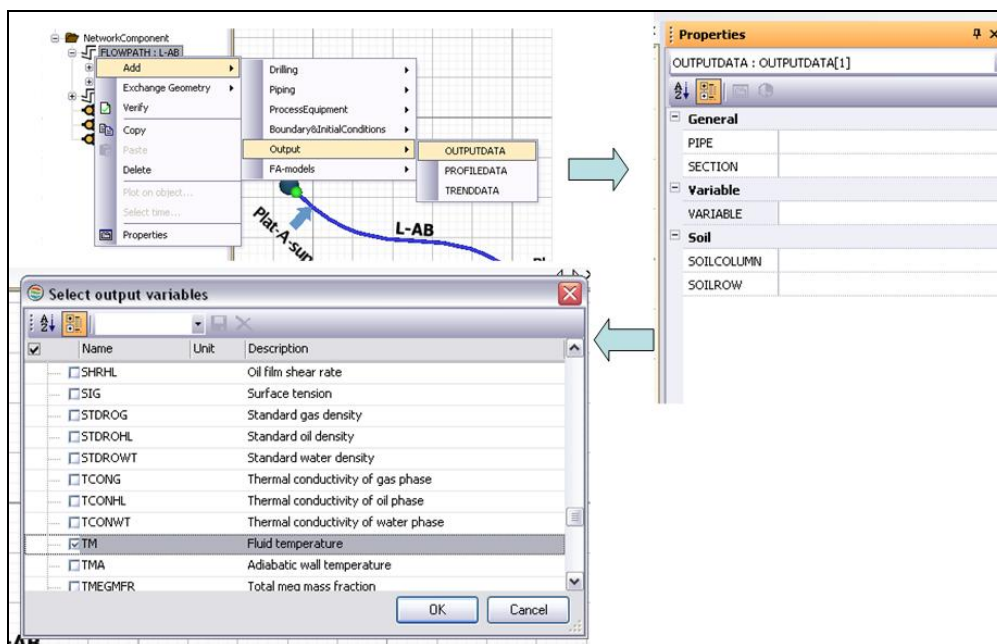 NetworkComponent
FLOWPATH : L-AB
Add
Exchange Geometry
Verify
Copy
Paste
Delete
Plot on object...
Select time...
Properties
Drilling
Piping
ProcessEquipment
Boundary&InitialConditions
Output
FA-models
OUTPUTDATA
PROFILEDATA
TRENDDATA
Plat-A-sup
L-AB
Properties
OUTPUTDATA : OUTPUTDATA[1]
General
PIPE
SECTION
Variable
VARIABLE
Soil
SOILCOLUMN
SOILROW
Select output variables
Name Unit Description
SHRHL Oil film shear rate
SIG Surface tension
STDROG Standard gas density
STDROHL Standard oil density
STDROWT Standard water density
TCONG Thermal conductivity of gas phase
TCONHL Thermal conductivity of oil phase
TCONWT Thermal conductivity of water phase
TM Fluid temperature
TMA Adiabatic wall temperature
TMEGMFR Total meg mass fraction
OK Cancel